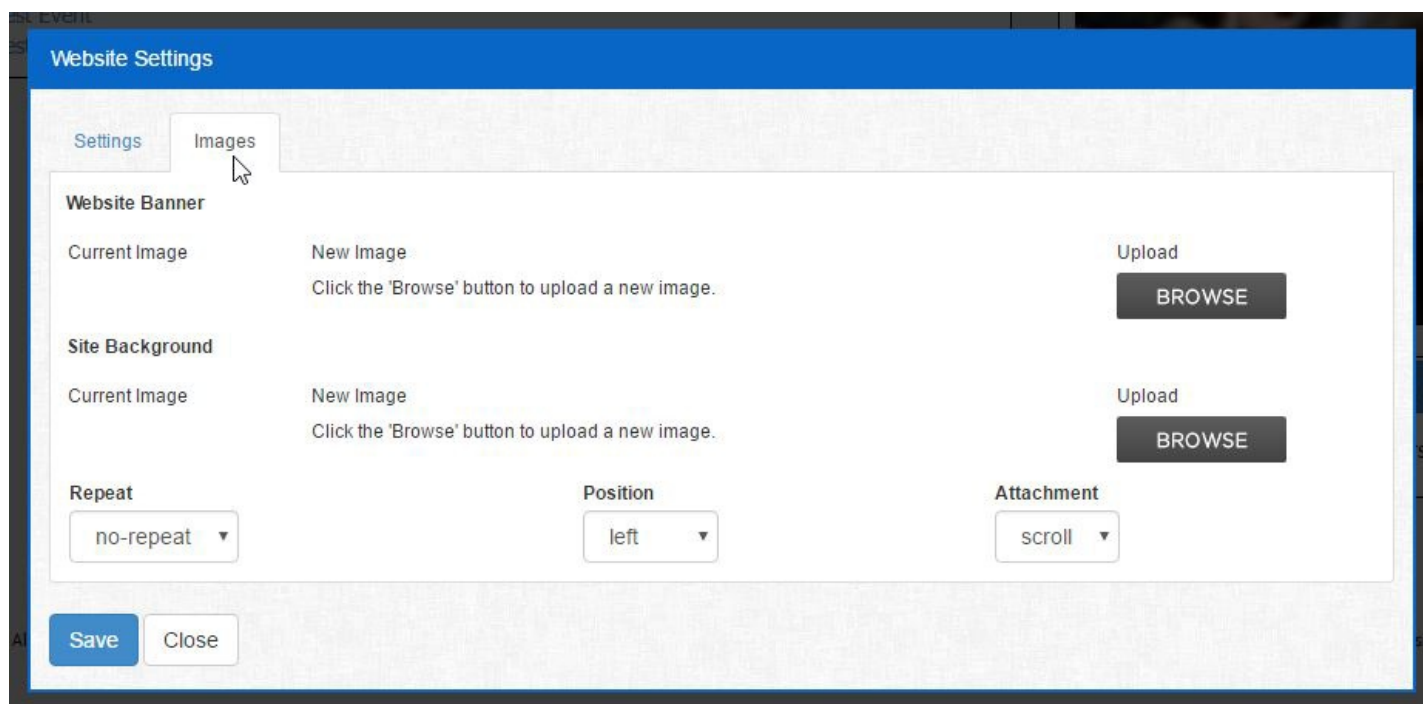 est Event
Website Settings
Settings Images
Website Banner
Current Image New Image Upload
Click the 'Browse' button to upload a new image. BROWSE
Site Background
Current Image New Image Upload
Click the 'Browse' button to upload a new image. BROWSE
Repeat Position Attachment
no-repeat left scroll
Save Close